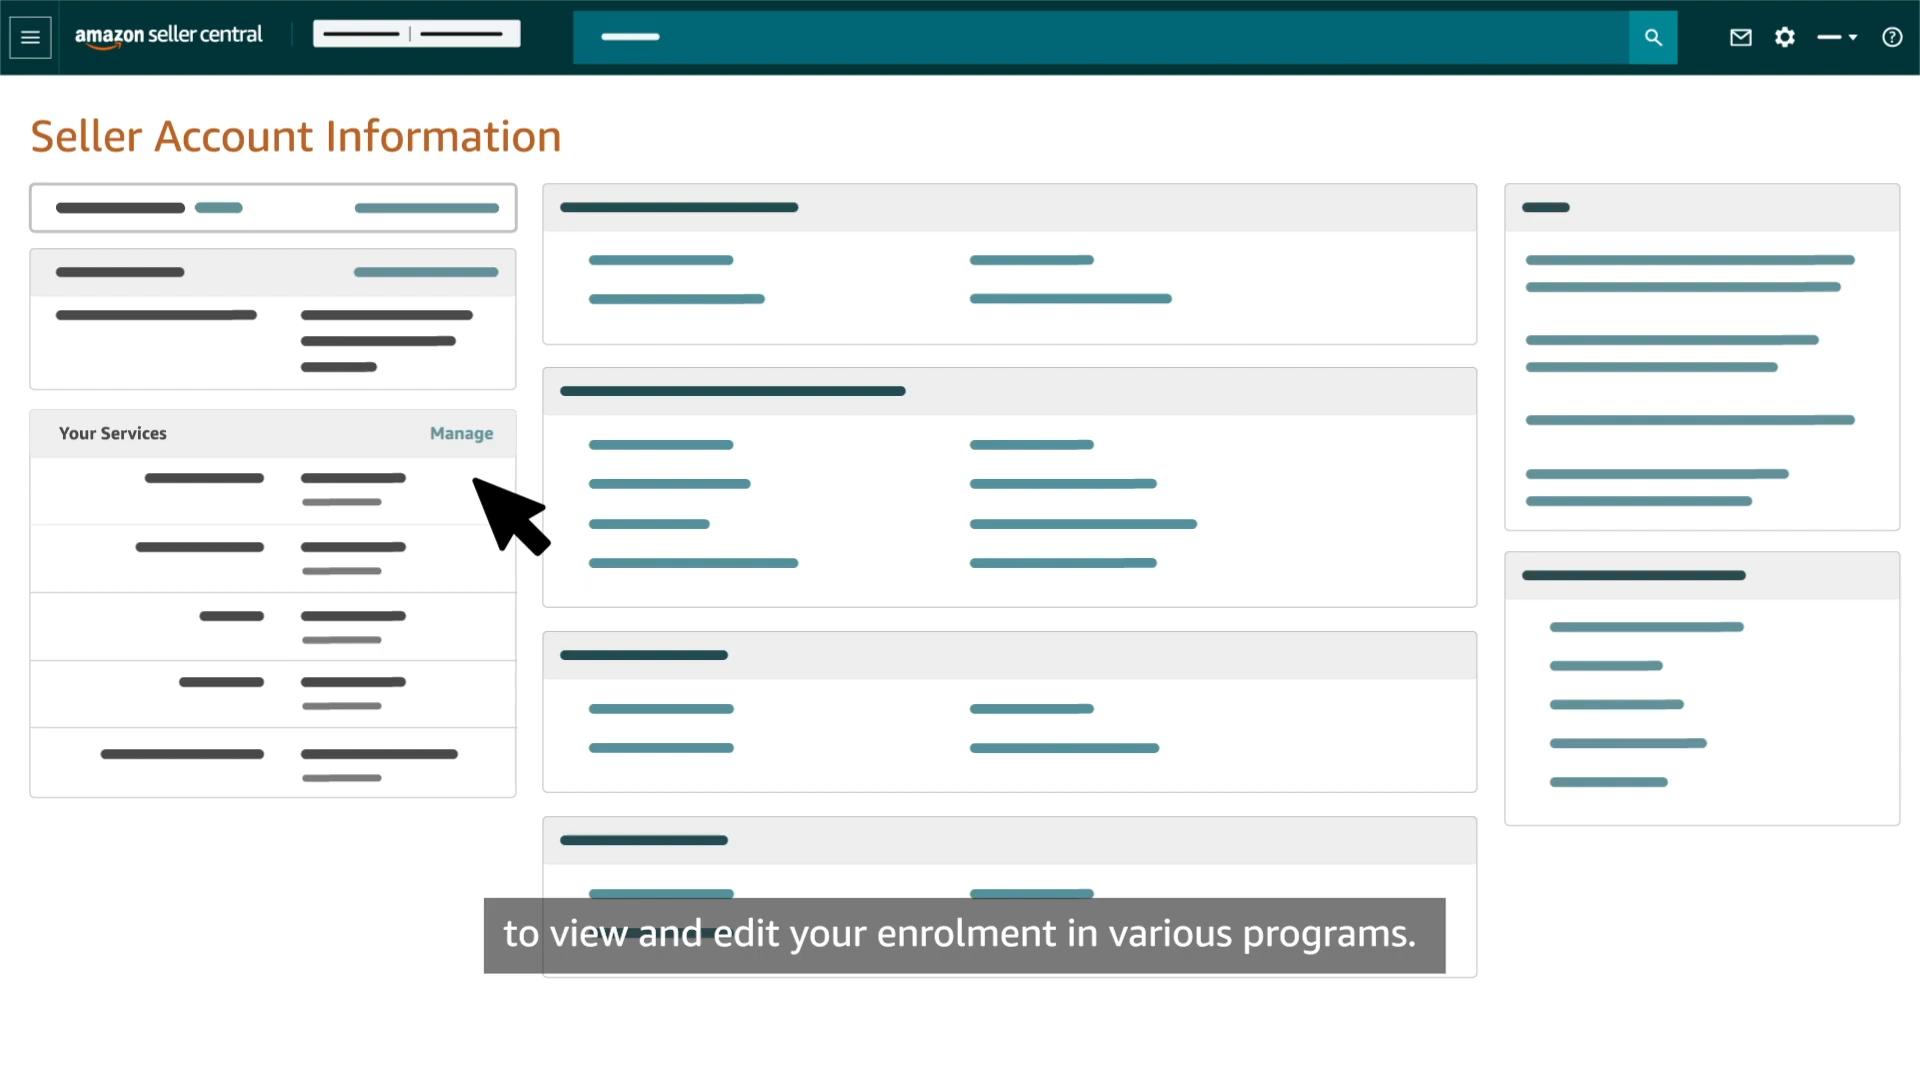 amazon seller central
Seller Account Information
Your Services
Manage
to view and edit your enrolment in various programs.